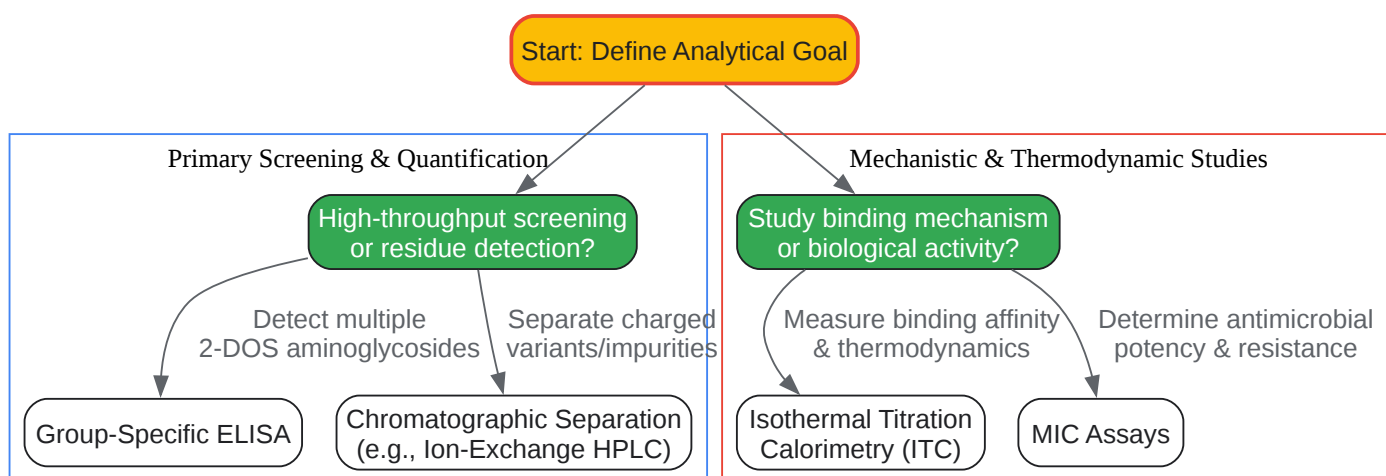 Start: Define Analytical Goal
Primary Screening & Quantification
High-throughput screening
or residue detection?
Detect multiple
2-DOS aminoglycosides
Separate charged
variants/impurities
Group-Specific ELISA
Chromatographic Separation
(e.g., Ion-Exchange HPLC)
Mechanistic & Thermodynamic Studies
Study binding mechanism
or biological activity?
Measure binding affinity
& thermodynamics
Determine antimicrobial
potency & resistance
Isothermal Titration
Calorimetry (ITC)
MIC Assays